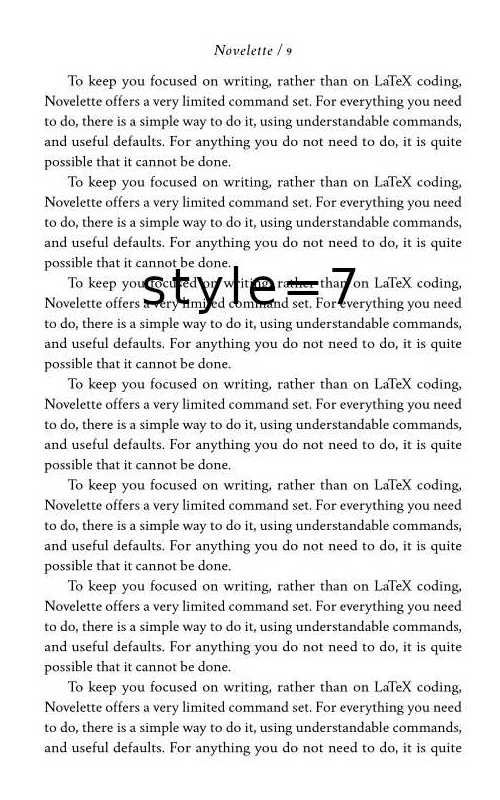 Novelette / 9
To keep you focused on writing, rather than on LaTeX coding,
Novelette offers a very limited command set. For everything you need
to do, there is a simple way to do it, using understandable commands,
and useful defaults. For anything you do not need to do, it is quite
possible that it cannot be done.
To keep you focused on writing, rather than on LaTeX coding,
Novelette offers a very limited command set. For everything you need
to do, there is a simple way to do it, using understandable commands,
and useful defaults. For anything you do not need to do, it is quite
possible that it cannot be done.
To keep you focused on writing, rather than on LaTeX coding,
style=7
Novelette offers a very limited command set. For everything you need
to do, there is a simple way to do it, using understandable commands,
and useful defaults. For anything you do not need to do, it is quite
possible that it cannot be done.
To keep you focused on writing, rather than on LaTeX coding,
Novelette offers a very limited command set. For everything you need
to do, there is a simple way to do it, using understandable commands,
and useful defaults. For anything you do not need to do, it is quite
possible that it cannot be done.
To keep you focused on writing, rather than on LaTeX coding,
Novelette offers a very limited command set. For everything you need
to do, there is a simple way to do it, using understandable commands,
and useful defaults. For anything you do not need to do, it is quite
possible that it cannot be done.
To keep you focused on writing, rather than on LaTeX coding,
Novelette offers a very limited command set. For everything you need
to do, there is a simple way to do it, using understandable commands,
and useful defaults. For anything you do not need to do, it is quite
possible that it cannot be done.
To keep you focused on writing, rather than on LaTeX coding,
Novelette offers a very limited command set. For everything you need
to do, there is a simple way to do it, using understandable commands,
and useful defaults. For anything you do not need to do, it is quite